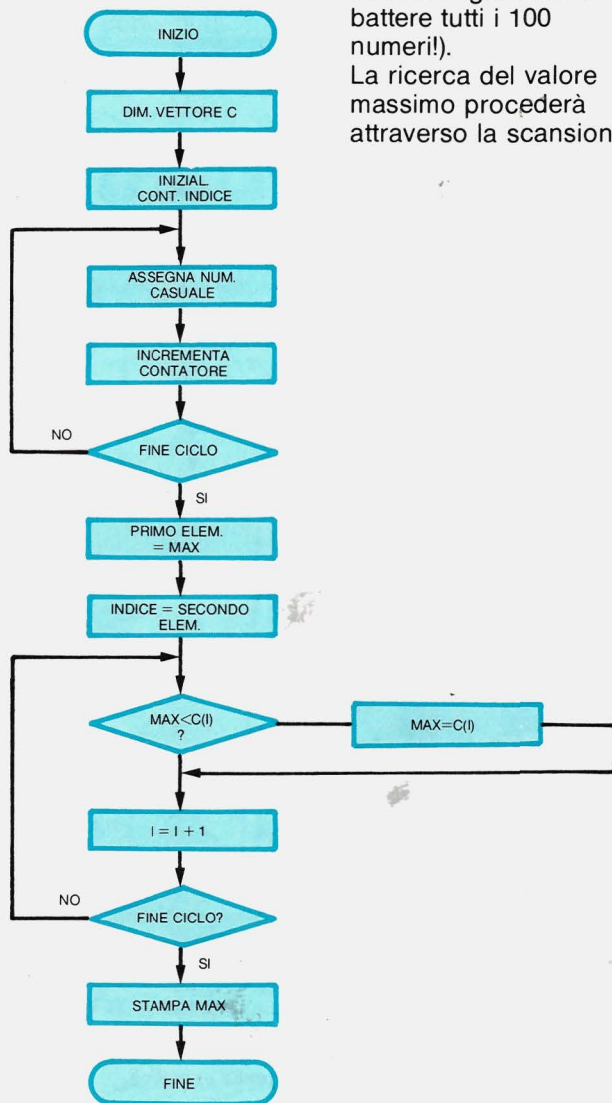 battere tutti i 100
numeri!).
La ricerca del valore
massimo procederà
attraverso la scansion
INIZIO
DIM. VETTORE C
INIZIAL.
CONT. INDICE
ASSEGNA NUM.
CASUALE
INCREMENTA
CONTATORE
NO
FINE CICLO
SI
PRIMO ELEM.
= MAX
INDICE = SECONDO
ELEM.
MAX<C(I)
?
MAX=C(I)
I = I + 1
NO
FINE CICLO?
SI
STAMPA MAX
FINE